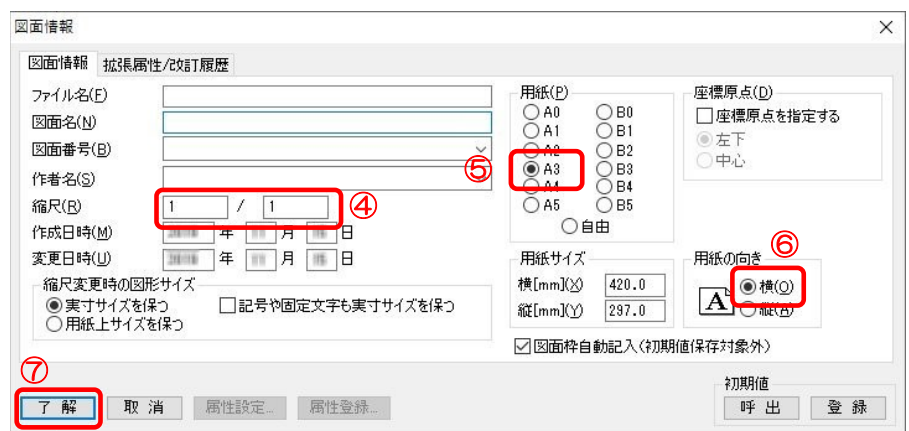 図面情報
図面情報 拡張属性/改訂履歴
ファイル名(F)
図面名(N)
図面番号(B)
作者名(S)
縮尺(R) 1 / 1 ④
作成日時(M) 年 月 日
変更日時(U) 年 月 日
縮尺変更時の図形サイズ
実寸サイズを保つ 記号や固定文字も実寸サイズを保つ
用紙上サイズを保つ
用紙(P)
A0 B0
A1 B1
A2 B2
⑤ A3 B3
A4 B4
A5 B5
自由
座標原点(D)
座標原点を指定する
左下
中心
用紙サイズ
横[mm](X) 420.0
縦[mm](Y) 297.0
⑥
用紙の向き
A 横(O)
縦(A)
図面枠自動記入(初期値保存対象外)
⑦
了解 取消 属性設定... 属性登録...
初期値
呼出 登録